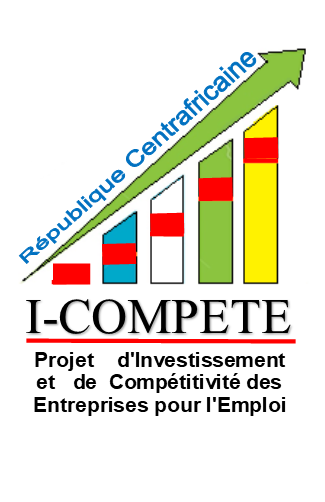 République Centrafricaine
I-COMPETE
Projet d'Investissement
et de Compétitivité des
Entreprises pour l'Emploi